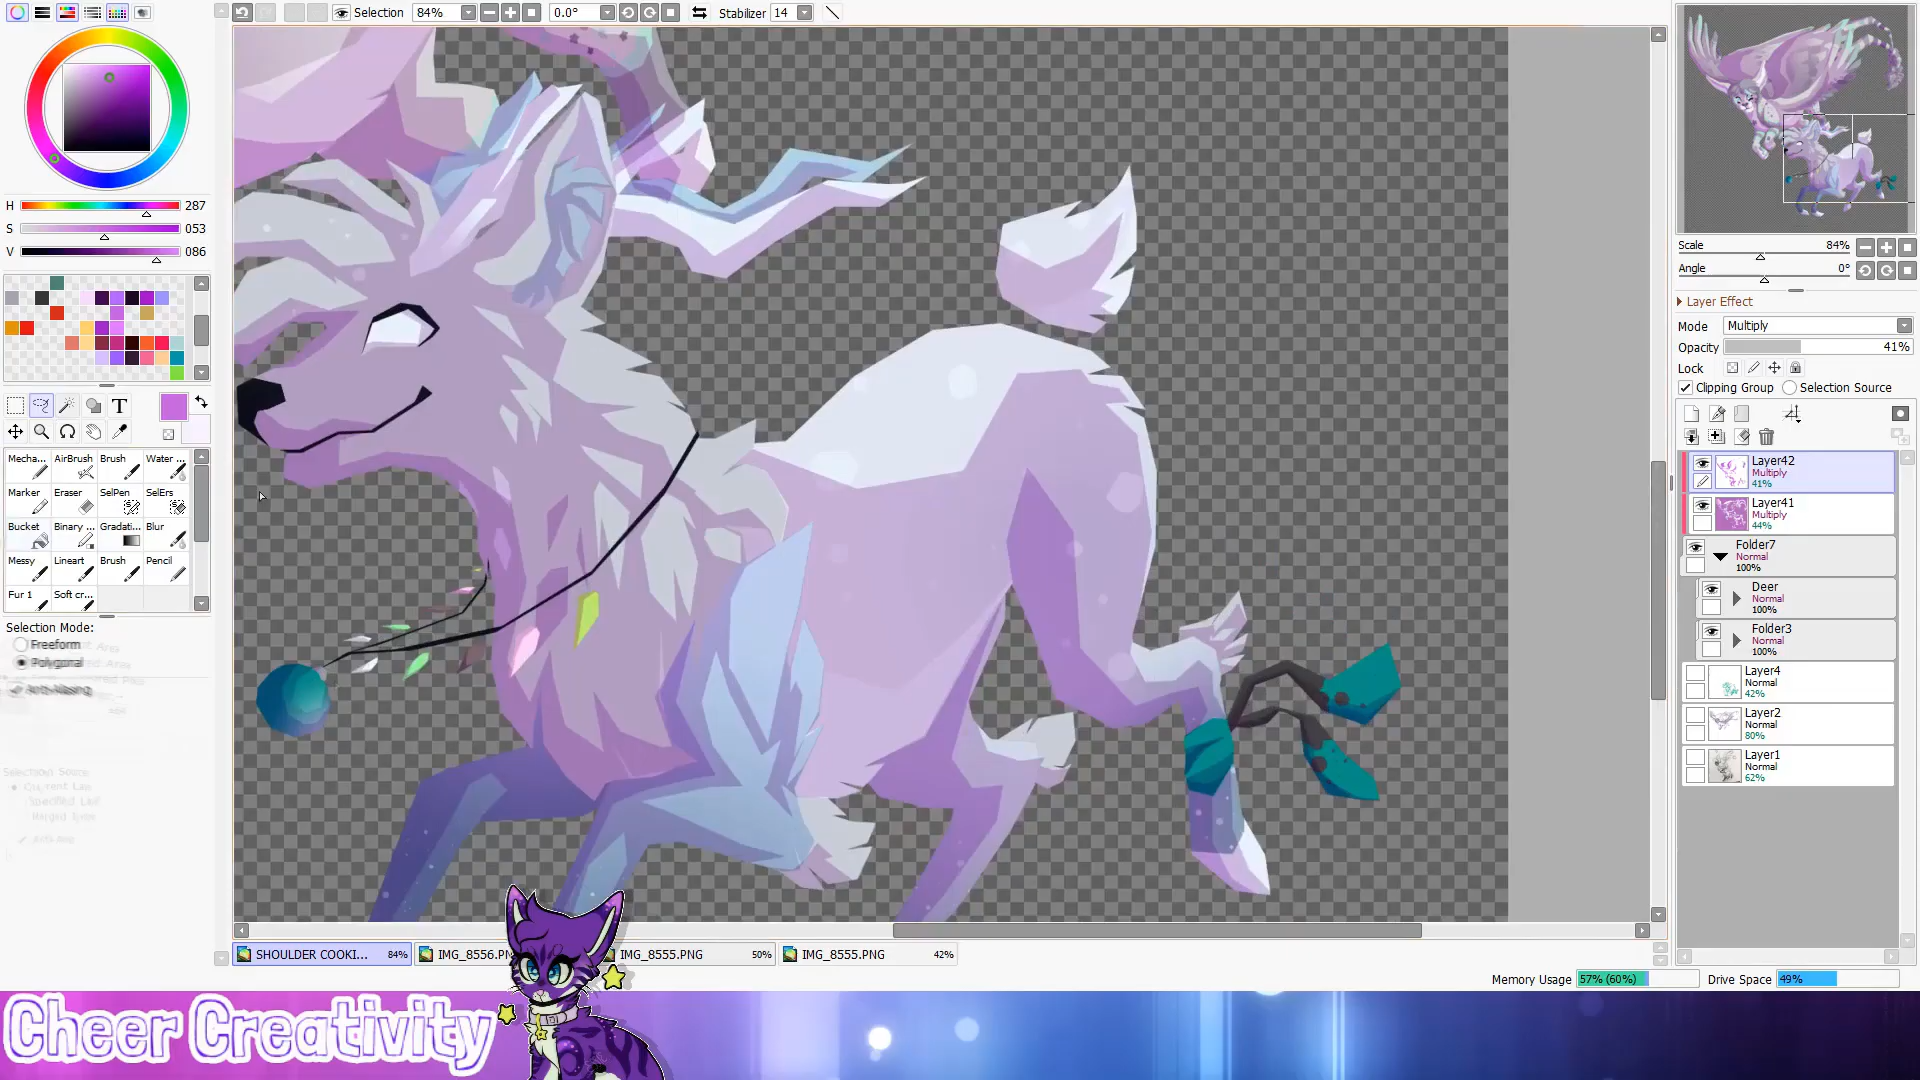 Selection 84% 0.0° Stabilizer 14
H 287
S 053
V 086
T
Mecha... AirBrush Brush Water ...
Marker Eraser SelPen SelErs
Bucket Binary ... Gradati... Blur
Messy Lineart Brush Pencil
Fur 1 Soft cr...
Selection Mode:
Freeform
Polygonal
Anti-Aliasing
Scale 84%
Angle 0°
Layer Effect
Mode Multiply
Opacity 41%
Lock
Clipping Group Selection Source
Layer42
Multiply
41%
Layer41
Multiply
44%
Folder7
Normal
100%
Deer
Normal
100%
Folder3
Normal
100%
Layer4
Normal
42%
Layer2
Normal
80%
Layer1
Normal
62%
SHOULDER COOKI... 84% IMG_8556.PN IMG_8555.PNG 50% IMG_8555.PNG 42%
Memory Usage 57% (60%) Drive Space 49%
Cheer Creativity